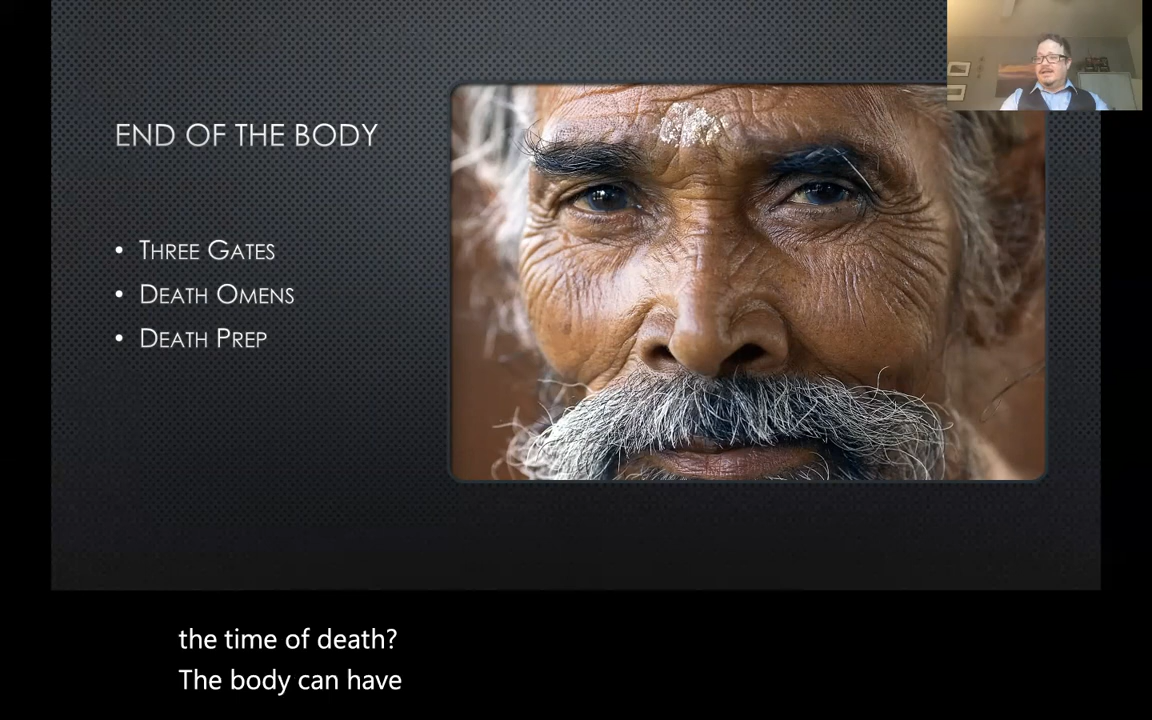 END OF THE BODY
• THREE GATES
• DEATH OMENS
• DEATH PREP
the time of death?
The body can have